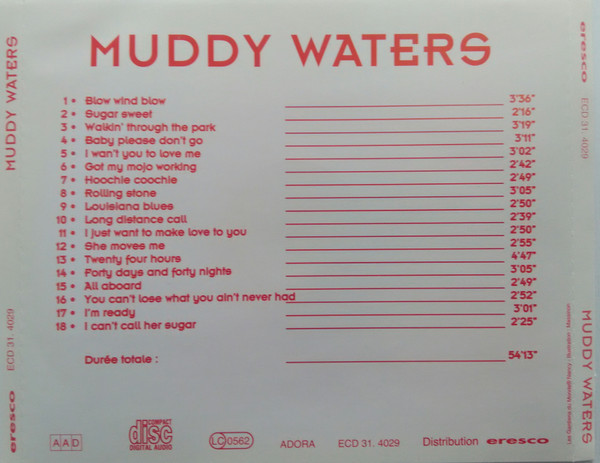 MUDDY WATERS
1 • Blow wind blow 3'36"
2 • Sugar sweet 2'16"
3 • Walkin' through the park 3'19"
4 • Baby please don't go 3'11"
5 • I wan't you to love me 3'02"
6 • Got my mojo working 2'42"
7 • Hoochie coochie 2'49"
8 • Rolling stone 3'05"
9 • Louisiana blues 2'50"
10 • Long distance call 2'39"
11 • I just want to make love to you 2'50"
12 • She moves me 2'55"
13 • Twenty four hours 4'47"
14 • Forty days and forty nights 3'05"
15 • All aboard 2'49"
16 • You can't lose what you ain't never had 2'52"
17 • I'm ready 3'01"
18 • I can't call her sugar 2'25"
Durée totale : 54'13"
AAD
COMPACT
disc
DIGITAL AUDIO
LC 0562
ADORA
ECD 31. 4029
Distribution eresco
eresco ECD 31. 4029 MUDDY WATERS
eresco ECD 31. 4029
MUDDY WATERS